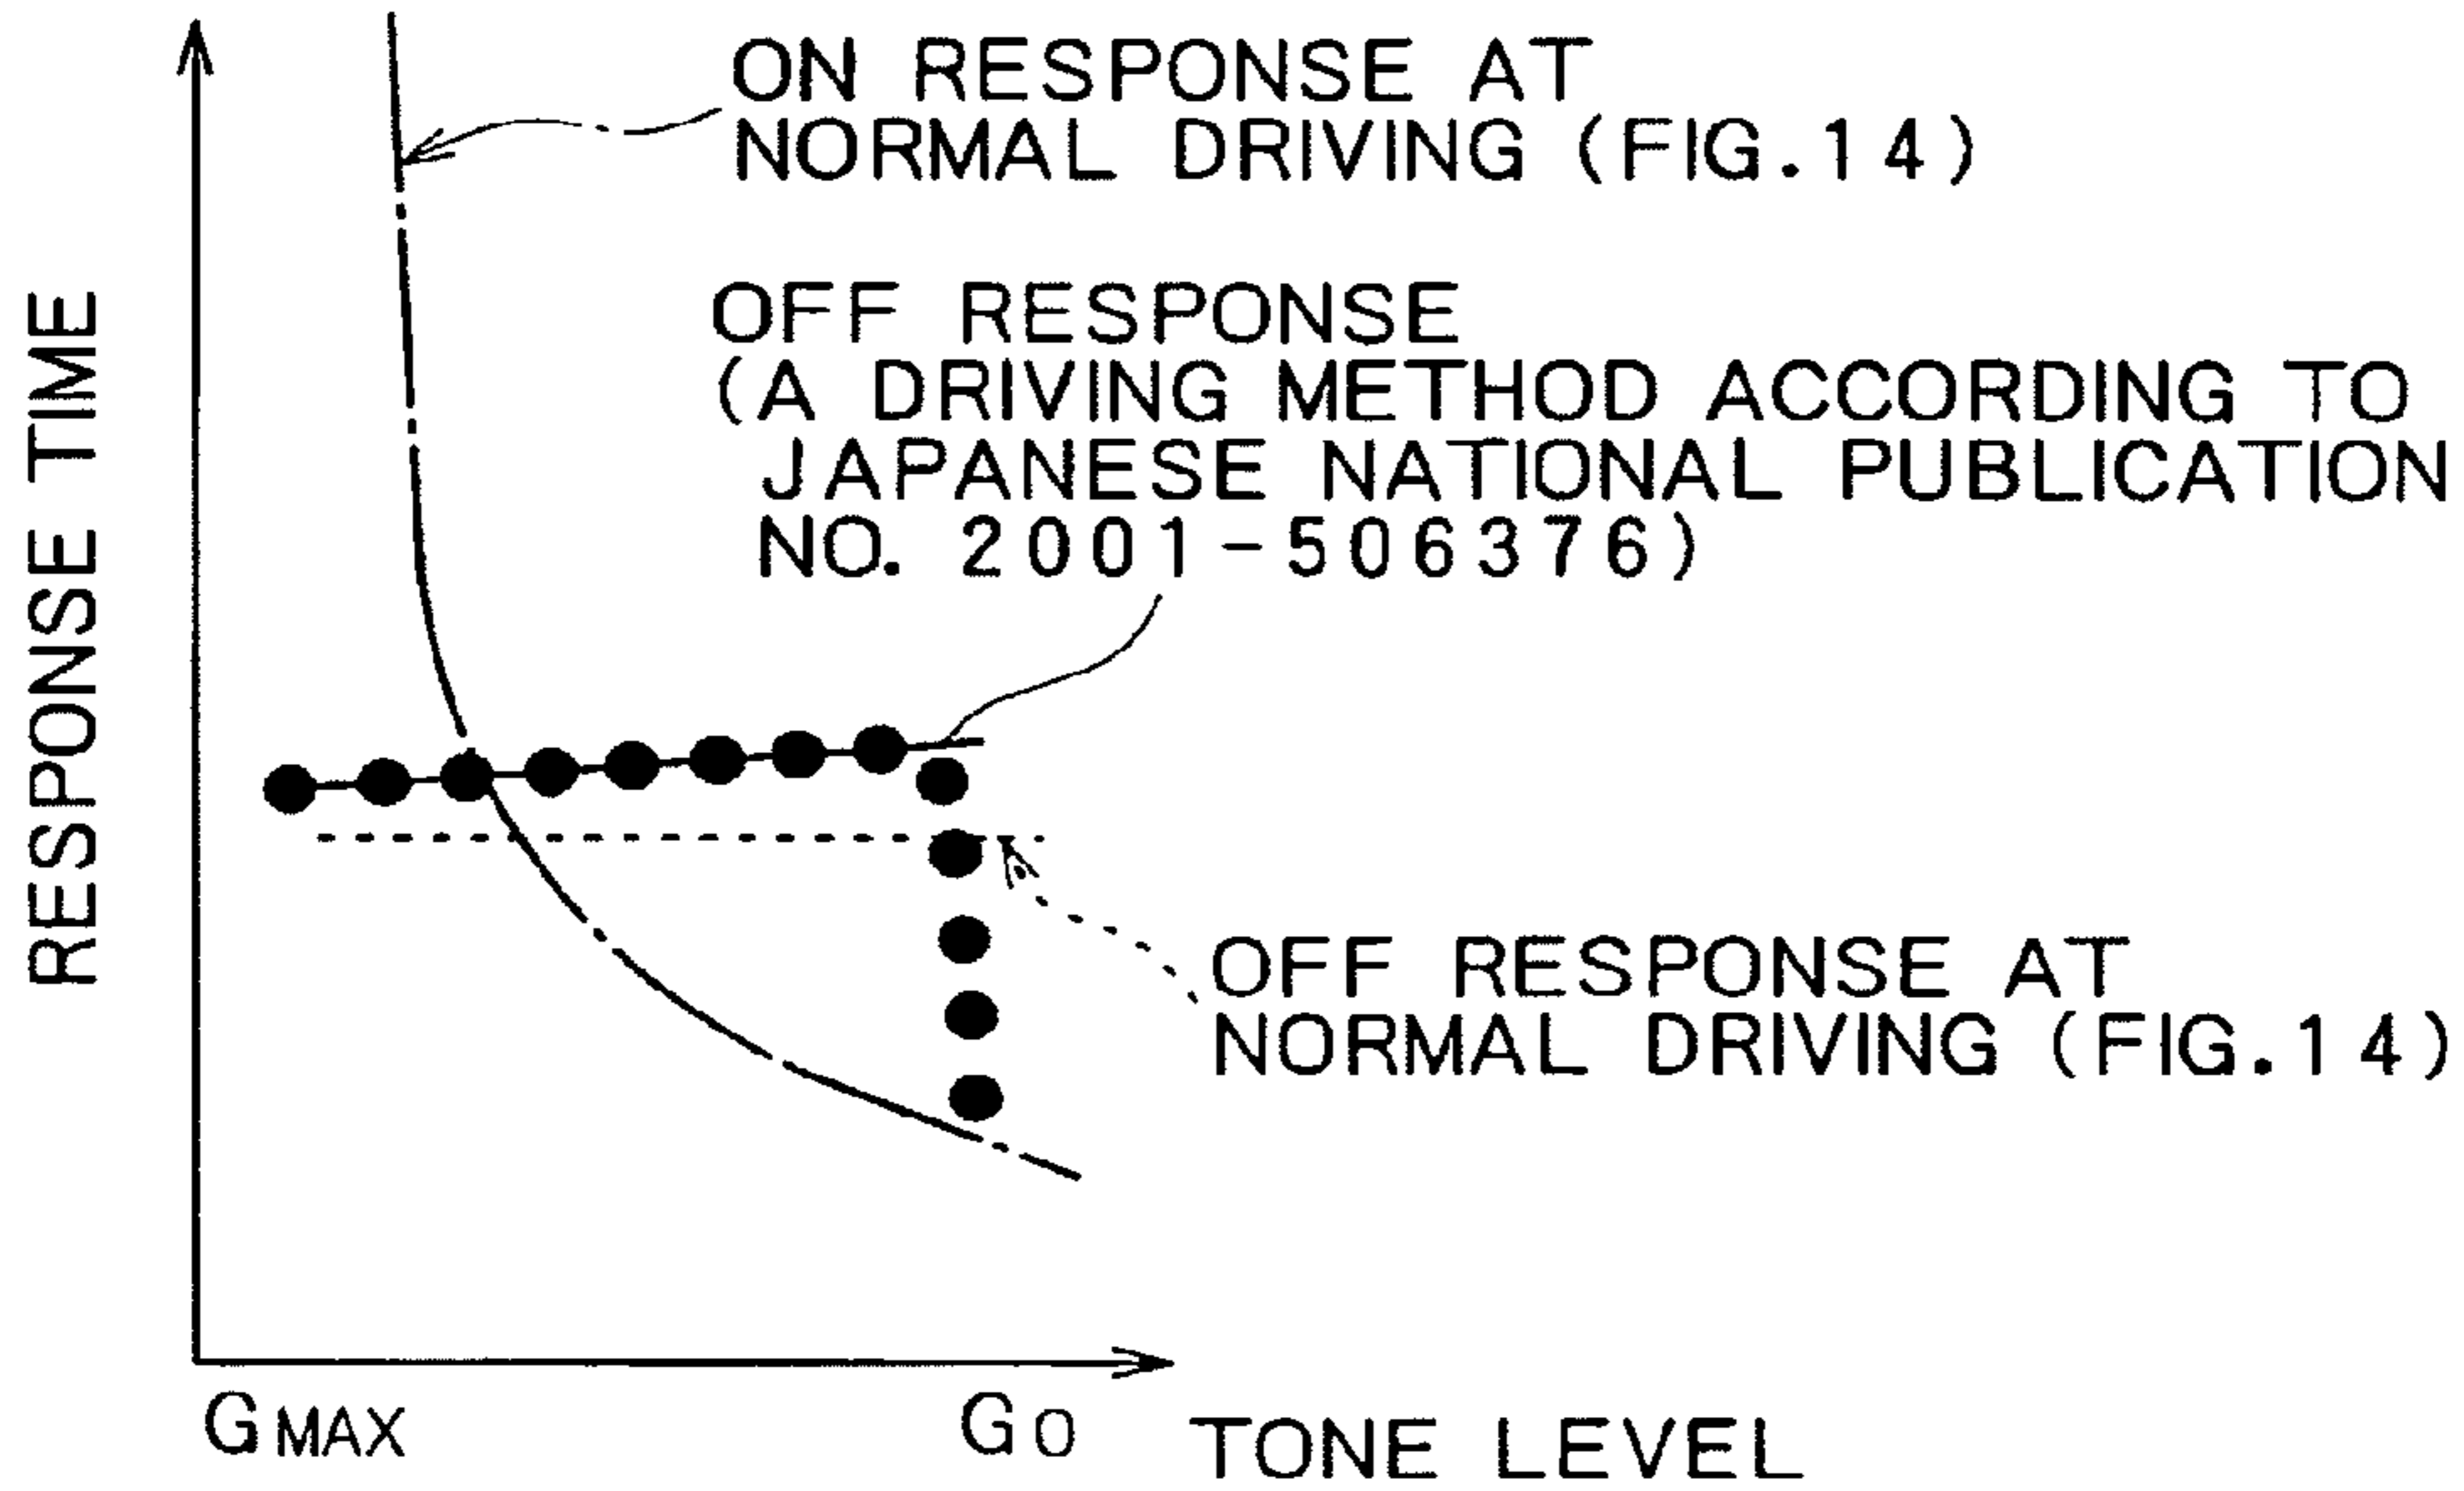 ON RESPONSE AT
NORMAL DRIVING (FIG.14)
OFF RESPONSE
(A DRIVING METHOD ACCORDING TO
JAPANESE NATIONAL PUBLICATION
NO. 2001-506376)
RESPONSE TIME
OFF RESPONSE AT
NORMAL DRIVING (FIG.14)
GMAX
G0
TONE LEVEL